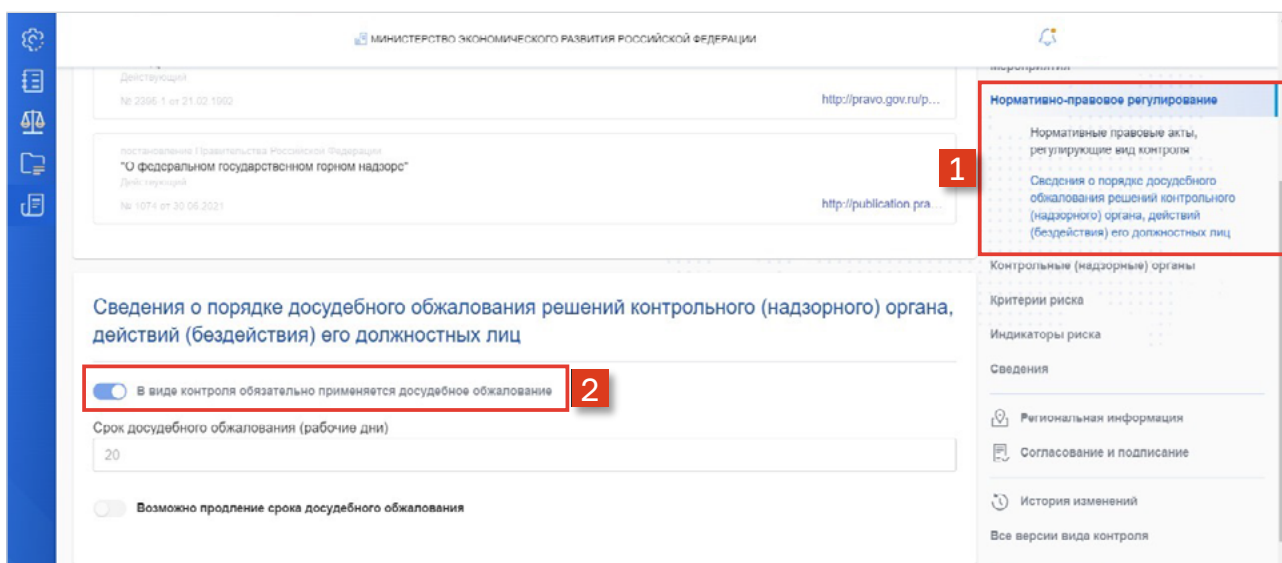 МИНИСТЕРСТВО ЭКОНОМИЧЕСКОГО РАЗВИТИЯ РОССИЙСКОЙ ФЕДЕРАЦИИ
Действующий
№ 2395-1 от 21.02.1992
http://pravo.gov.ru/p...
постановление Правительства Российской Федерации
"О федеральном государственном горном надзоре"
Действующий
№ 1074 от 30.06.2021
http://publication.pra...
Сведения о порядке досудебного обжалования решений контрольного (надзорного) органа,
действий (бездействия) его должностных лиц
В виде контроля обязательно применяется досудебное обжалование
2
Срок досудебного обжалования (рабочие дни)
20
Возможно продление срока досудебного обжалования
Мероприятия
1
Нормативно-правовое регулирование
Нормативные правовые акты,
регулирующие вид контроля
Сведения о порядке досудебного
обжалования решений контрольного
(надзорного) органа, действий
(бездействия) его должностных лиц
Контрольные (надзорные) органы
Критерии риска
Индикаторы риска
Сведения
Региональная информация
Согласование и подписание
История изменений
Все версии вида контроля